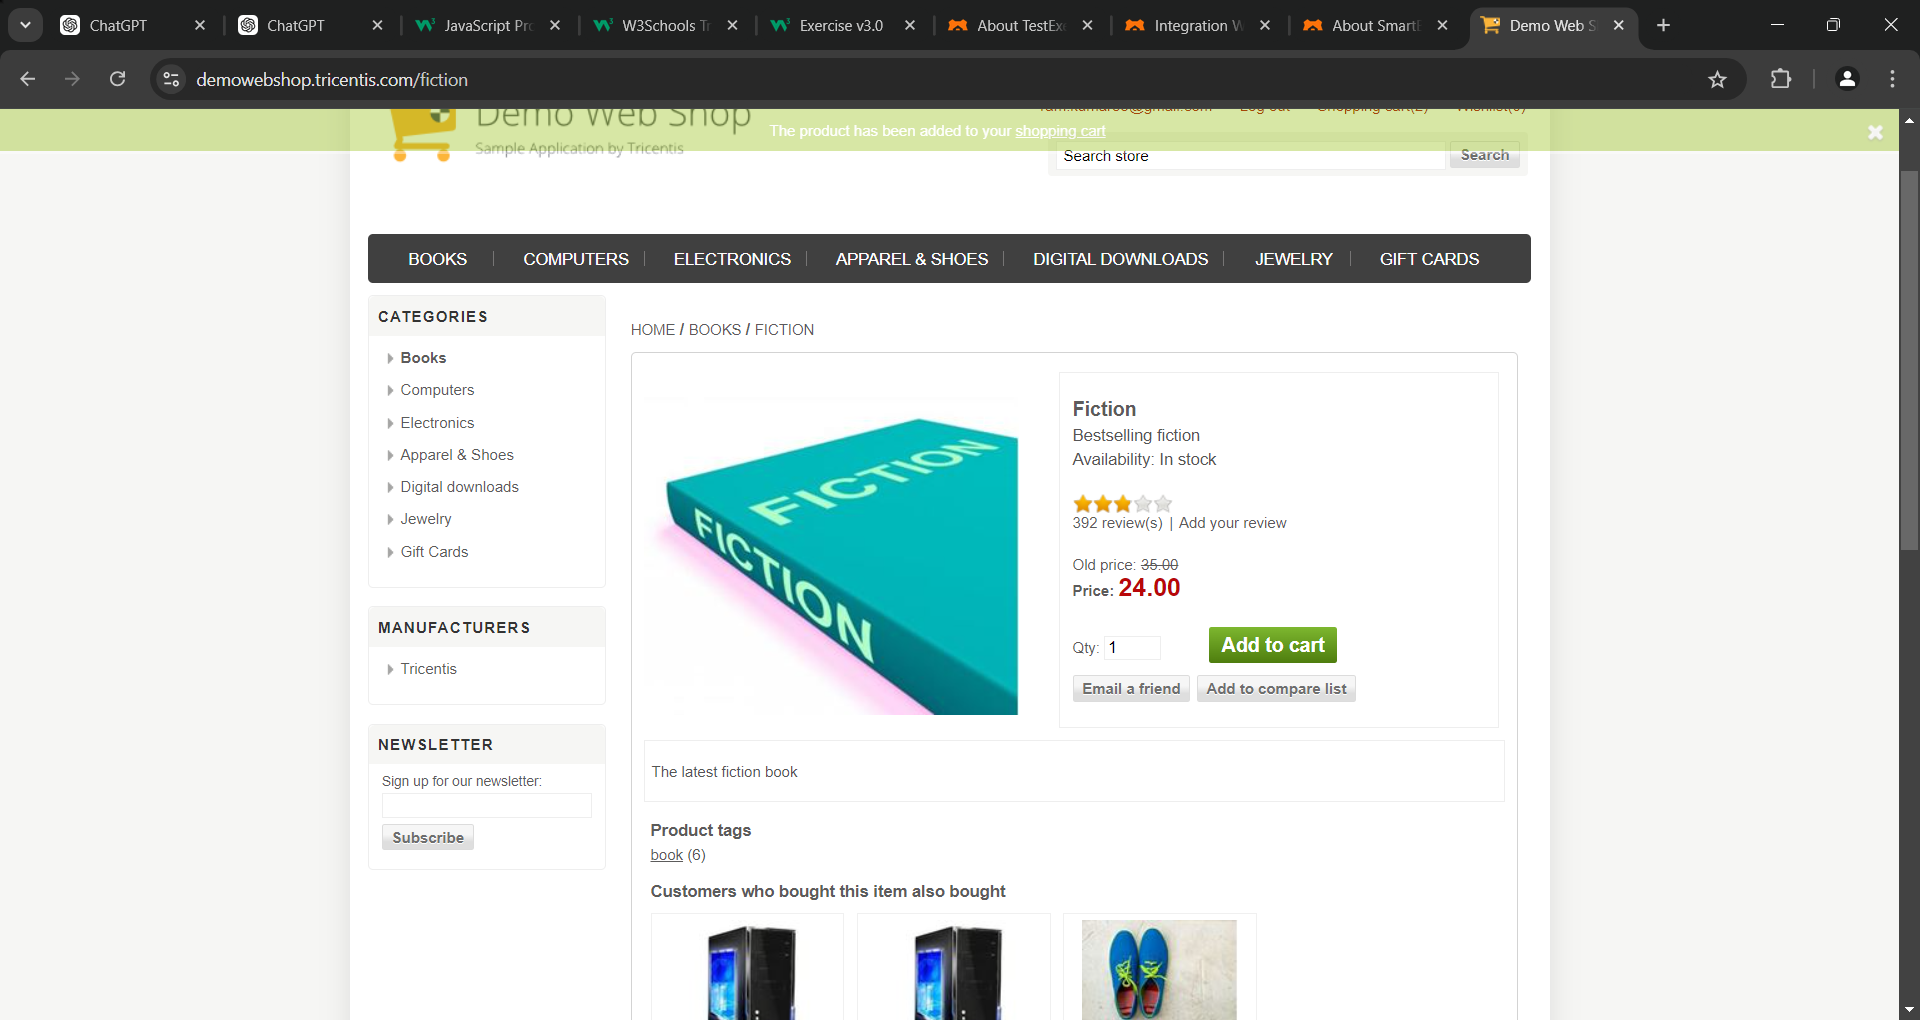 ChatGPT
ChatGPT
JavaScript Pr
W3Schools Tr
Exercise v3.0
About TestEx
Integration
About Smart
Demo Web S
demowebshop.tricentis.com/fiction
Demo Web Shop
Sample Application by Tricentis
Log out
Shopping cart(2)
Wishlist(0)
The product has been added to your shopping cart
Search store
Search
BOOKS
COMPUTERS
ELECTRONICS
APPAREL & SHOES
DIGITAL DOWNLOADS
JEWELRY
GIFT CARDS
CATEGORIES
Books
Computers
Electronics
Apparel & Shoes
Digital downloads
Jewelry
Gift Cards
MANUFACTURERS
Tricentis
NEWSLETTER
Sign up for our newsletter:
Subscribe
HOME / BOOKS / FICTION
FICTION
FICTION
Fiction
Bestselling fiction
Availability: In stock
392 review(s) | Add your review
Old price: 35.00
Price: 24.00
Qty: 1
Add to cart
Email a friend
Add to compare list
The latest fiction book
Product tags
book (6)
Customers who bought this item also bought